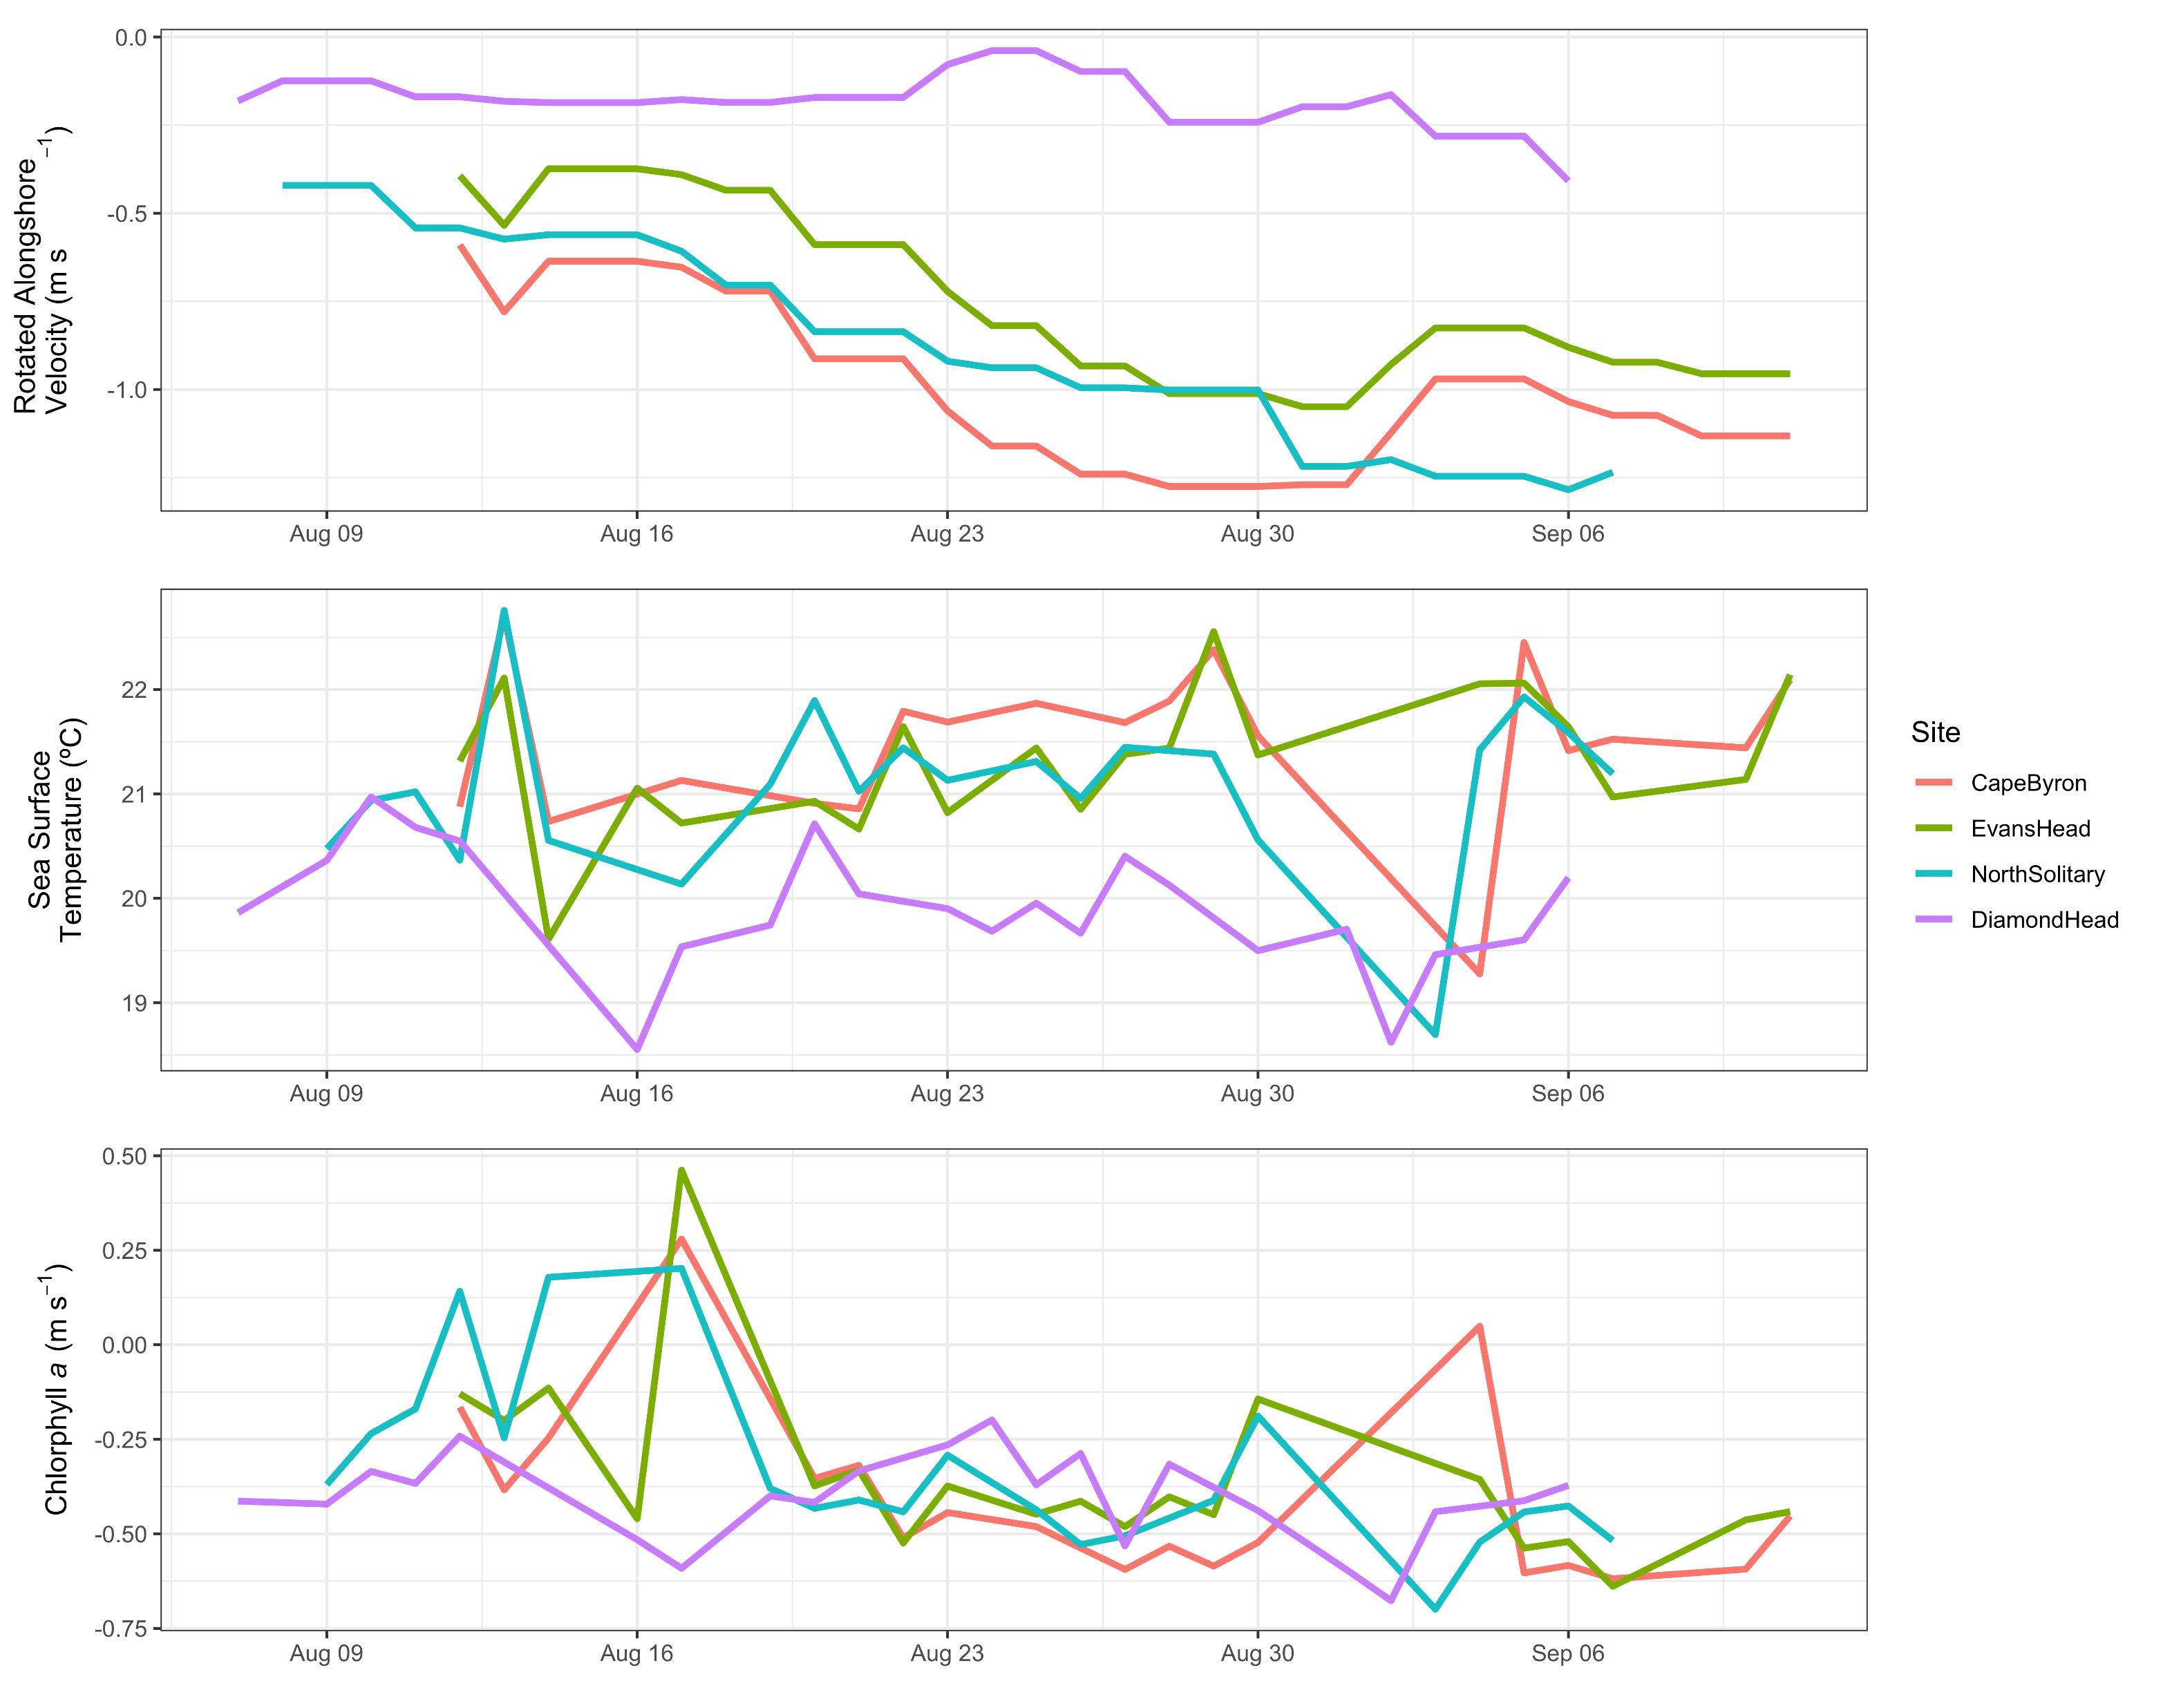 Rotated Alongshore
Velocity (m s⁻¹)
0.0
-0.5
-1.0
Aug 09
Aug 16
Aug 23
Aug 30
Sep 06
Sea Surface
Temperature (ºC)
22
21
20
19
Aug 09
Aug 16
Aug 23
Aug 30
Sep 06
Chlorphyll a (m s⁻¹)
0.50
0.25
0.00
-0.25
-0.50
-0.75
Aug 09
Aug 16
Aug 23
Aug 30
Sep 06
Site
CapeByron
EvansHead
NorthSolitary
DiamondHead